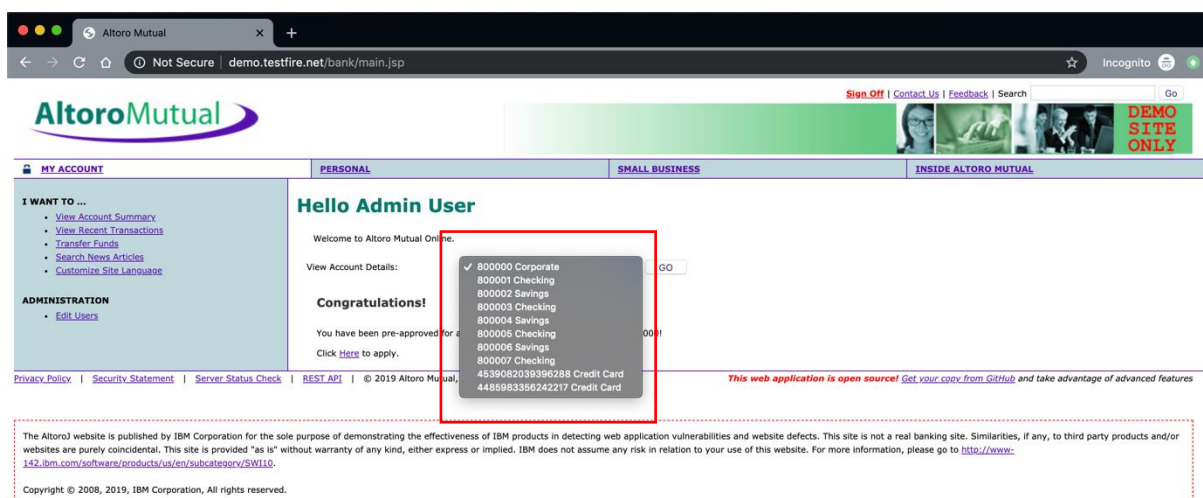 Altoro Mutual
Not Secure | demo.testfire.net/bank/main.jsp
Incognito
AltoroMutual
Sign Off | Contact Us | Feedback | Search
Go
DEMO
SITE
ONLY
MY ACCOUNT
PERSONAL
SMALL BUSINESS
INSIDE ALTORO MUTUAL
I WANT TO ...
• View Account Summary
• View Recent Transactions
• Transfer Funds
• Search News Articles
• Customize Site Language
ADMINISTRATION
• Edit Users
Hello Admin User
Welcome to Altoro Mutual Online.
View Account Details:
✓ 800000 Corporate
800001 Checking
800002 Savings
800003 Checking
800004 Savings
800005 Checking
800006 Savings
800007 Checking
4539082039396288 Credit Card
4485983356242217 Credit Card
GO
Congratulations!
You have been pre-approved for
Click Here to apply.
Privacy Policy | Security Statement | Server Status Check | REST API | © 2019 Altoro Mutual,
This web application is open source! Get your copy from GitHub and take advantage of advanced features
The AltoroJ website is published by IBM Corporation for the sole purpose of demonstrating the effectiveness of IBM products in detecting web application vulnerabilities and website defects. This site is not a real banking site. Similarities, if any, to third party products and/or
websites are purely coincidental. This site is provided "as is" without warranty of any kind, either express or implied. IBM does not assume any risk in relation to your use of this website. For more information, please go to http://www-
142.ibm.com/software/products/us/en/subcategory/SWI10.
Copyright © 2008, 2019, IBM Corporation, All rights reserved.